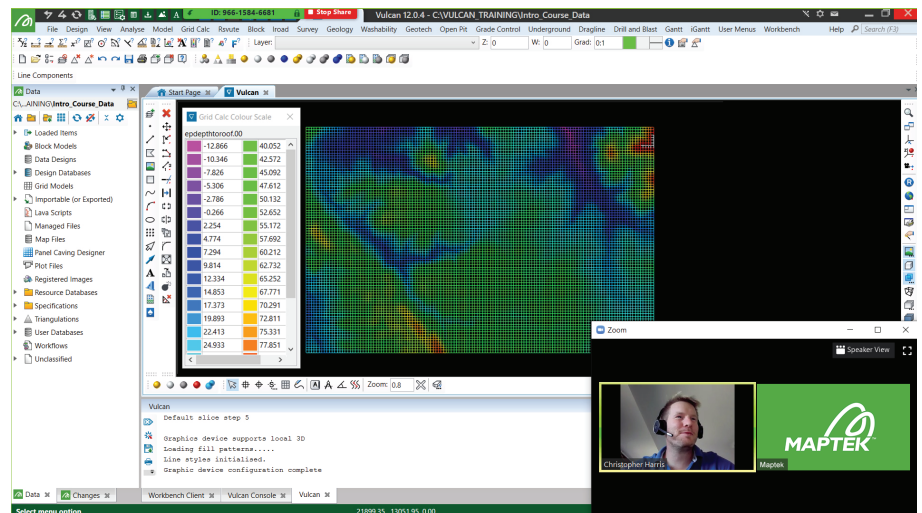 ID: 966-1584-6681
Stop Share
Vulcan 12.0.4 - C:\VULCAN_TRAINING\Intro_Course_Data
File Design View Analyse Model Grid Calc Rsvute Block Iroad Survey Geology Washability Geotech Open Pit Grade Control Underground Dragline Drill and Blast Gantt iGantt User Menus Workbench Help Search (F3)
Layer: Z: 0 W: 0 Grad: 0:1
Line Components
Data
Start Page
Vulcan
C:\...AINING\Intro_Course_Data
Loaded Items
Block Models
Data Designs
Design Databases
Grid Models
Importable (or Exported)
Lava Scripts
Managed Files
Map Files
Panel Caving Designer
Plot Files
Registered Images
Resource Databases
Specifications
Triangulations
User Databases
Workflows
Unclassified
Grid Calc Colour Scale
epdepthtoroof.00
-12.866 40.052
-10.346 42.572
-7.826 45.092
-5.306 47.612
-2.786 50.132
-0.266 52.652
2.254 55.172
4.774 57.692
7.294 60.212
9.814 62.732
12.334 65.252
14.853 67.771
17.373 70.291
19.893 72.811
22.413 75.331
24.933 77.851
Zoom: 0.8
Vulcan
Default slice step 5
Graphics device supports local 3D
Loading fill patterns.....
Line styles initialised.
Graphic device configuration complete
Zoom
Speaker View
Christopher Harris
MAPTEK
Maptek
Data Changes
Workbench Client Vulcan Console Vulcan
Select menu option
21899.35, 13051.95, 0.00